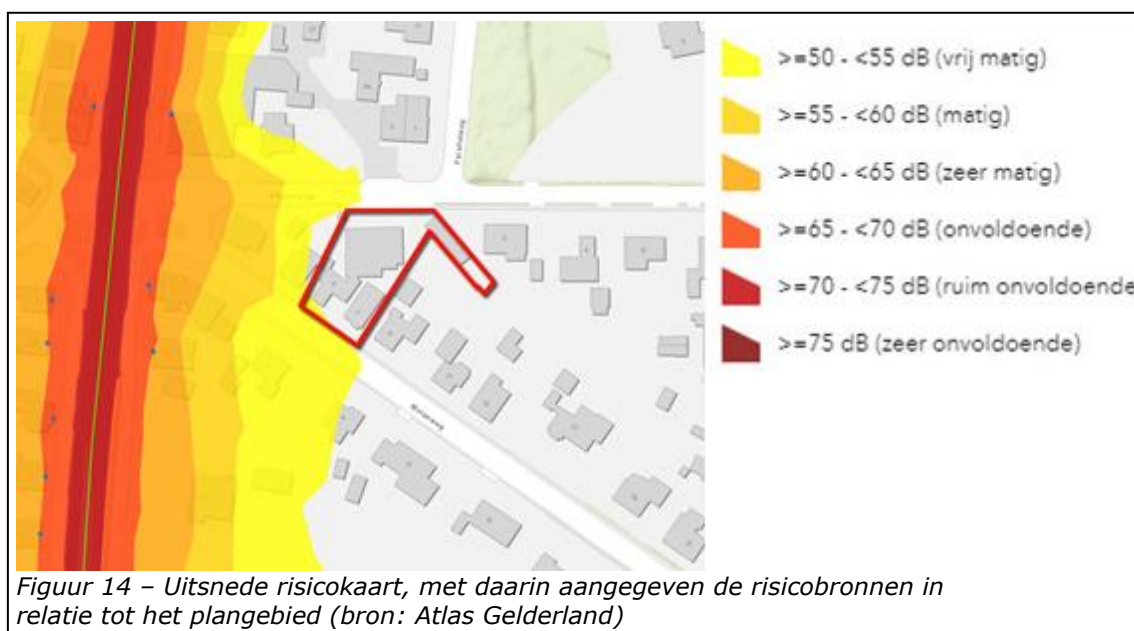 >=50 - <55 dB (vrij matig)
>=55 - <60 dB (matig)
>=60 - <65 dB (zeer matig)
>=65 - <70 dB (onvoldoende)
>=70 - <75 dB (ruim onvoldoende
>=75 dB (zeer onvoldoende)
Figuur 14 – Uitsnede risicokaart, met daarin aangegeven de risicobronnen in
relatie tot het plangebied (bron: Atlas Gelderland)